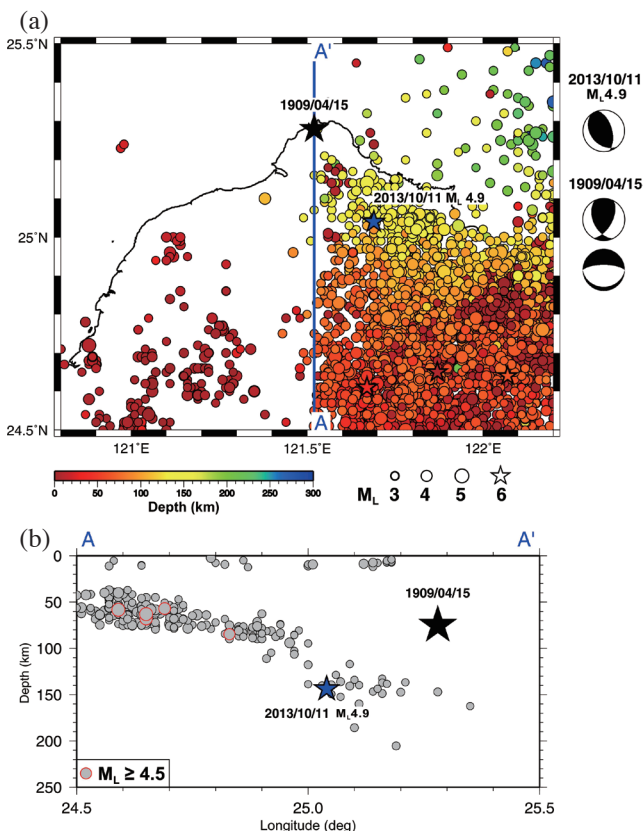 (a)
25.5°N
25°N
24.5°N
121°E
121.5°E
122°E
A'
1909/04/15
2013/10/11 ML 4.9
A
2013/10/11
ML 4.9
1909/04/15
0 50 100 150 200 250 300
Depth (km)
ML 3 4 5 6
(b)
A A'
0
50
100
150
200
250
Depth (km)
1909/04/15
2013/10/11 ML4.9
ML ≥ 4.5
24.5 25.0 25.5
Longitude (deg)